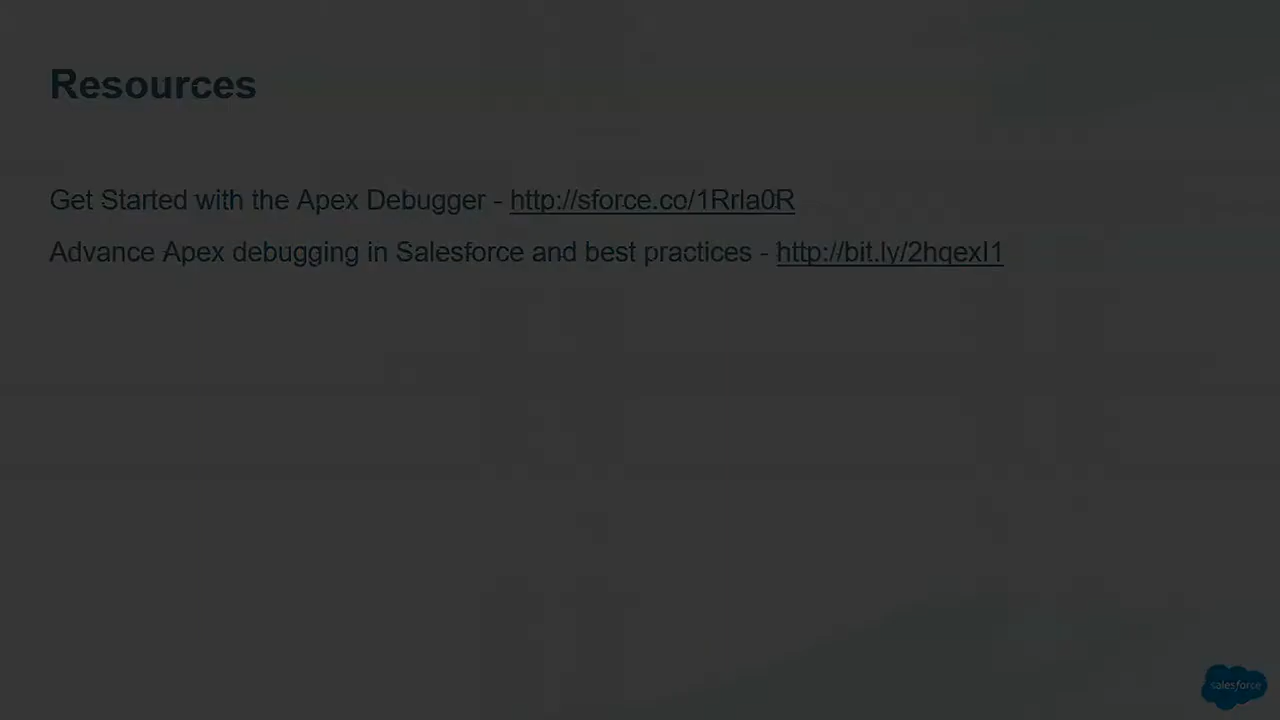 Resources
Get Started with the Apex Debugger - http://sforce.co/1Rrla0R
Advance Apex debugging in Salesforce and best practices - http://bit.ly/2hqexI1
salesforce